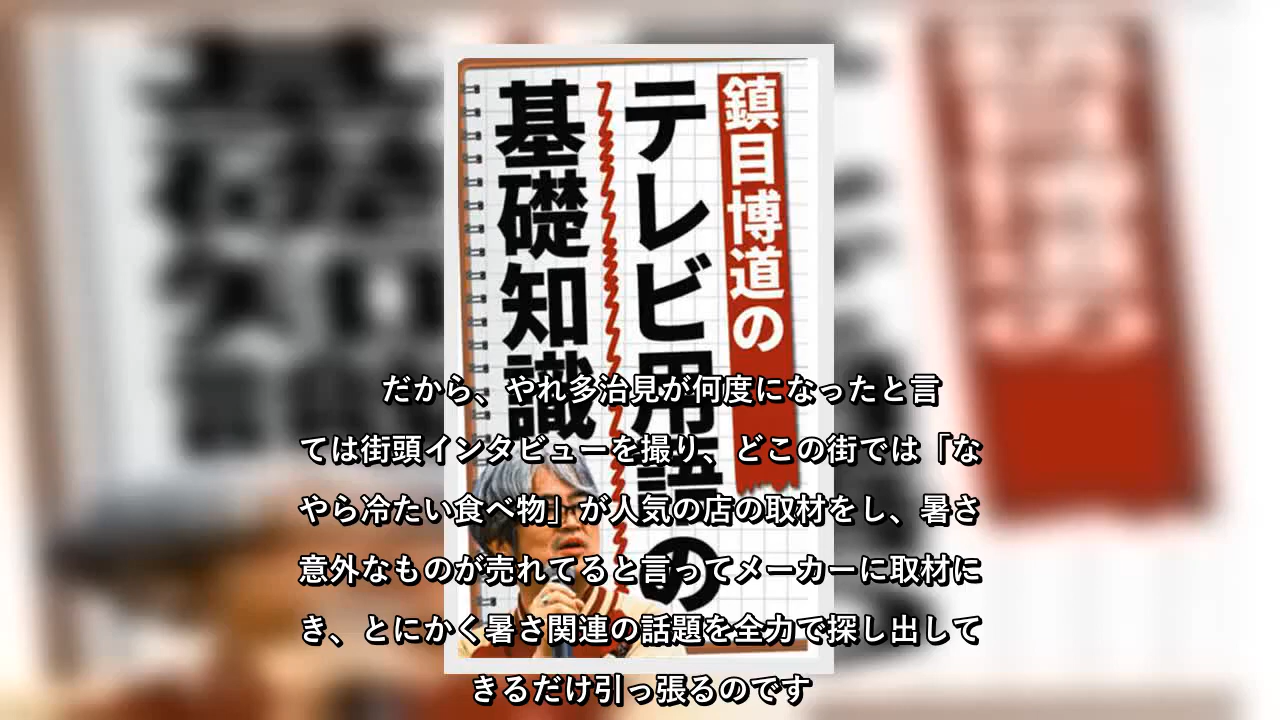 鎮目博道の
テレビ用語の
基礎知識
だから、やれ多治見が何度になったと言
ては街頭インタビューを撮り、どこの街では「な
やら冷たい食べ物」が人気の店の取材をし、暑さ
意外なものが売れてると言ってメーカーに取材に
き、とにかく暑さ関連の話題を全力で探し出して
きるだけ引っ張るのです